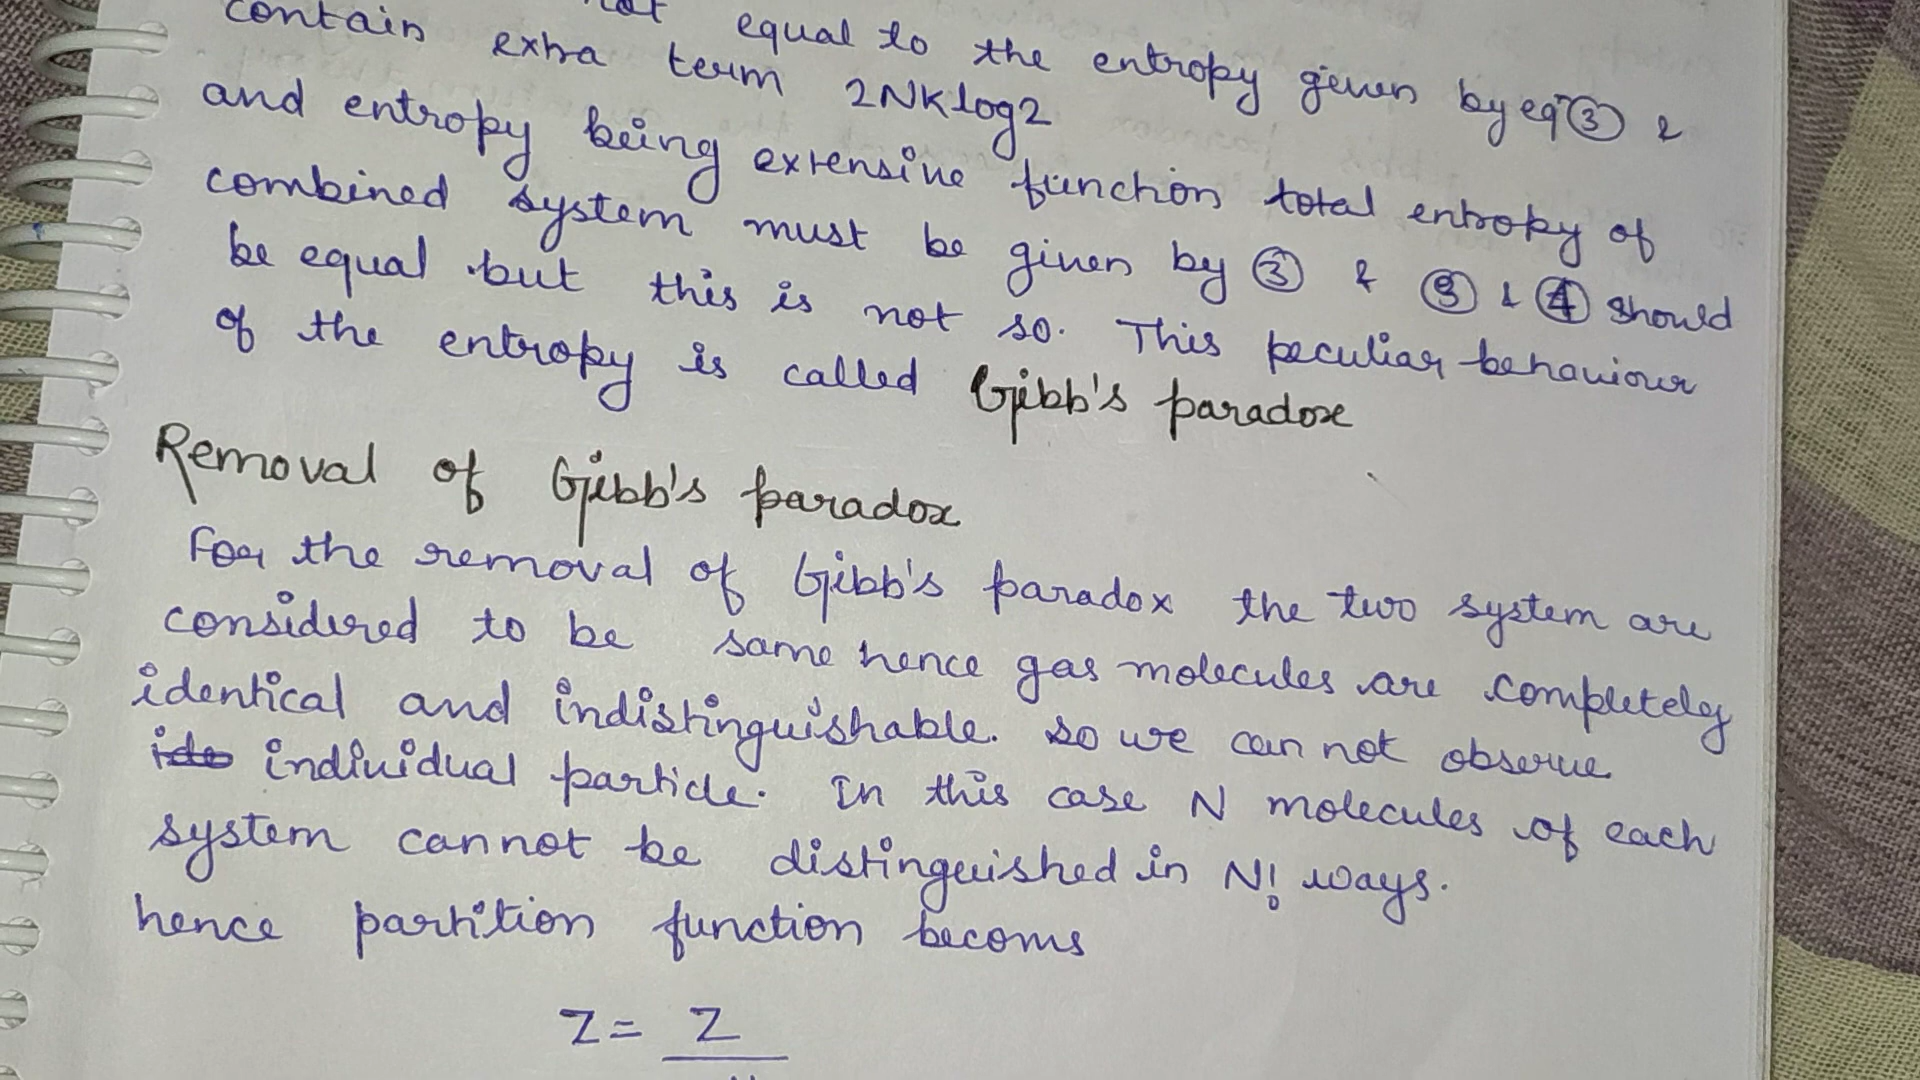 contain not equal to the entropy given by eqn ③ &
extra term 2NKlog2
and entropy being extensive function total entropy of
combined system must be given by ③ & ③ & ④ should
be equal but this is not so. This peculiar behaviour
of the entropy is called Gibb's paradox
Removal of Gibb's paradox
For the removal of Gibb's paradox the two system are
considered to be same hence gas molecules are completely
identical and indistinguishable. so we can not observe
individual particle. In this case N molecules of each
system cannot be distinguished in N! ways.
hence partition function becoms
Z = Z